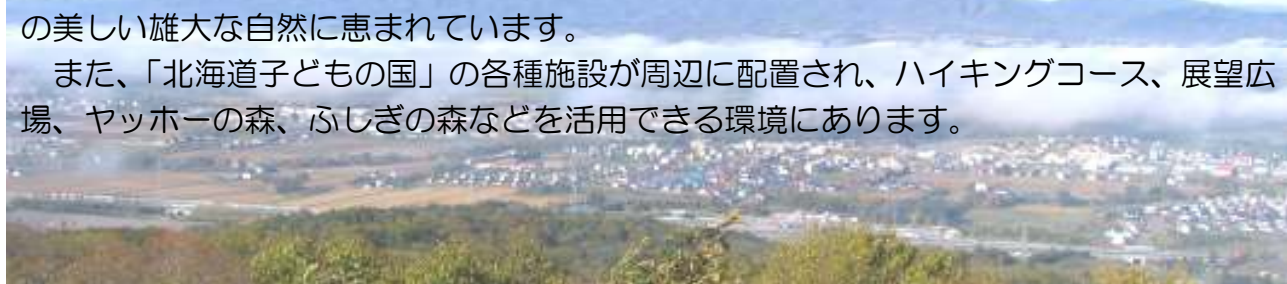 の美しい雄大な自然に恵まれています。
　また、「北海道子どもの国」の各種施設が周辺に配置され、ハイキングコース、展望広
場、ヤッホーの森、ふしぎの森などを活用できる環境にあります。